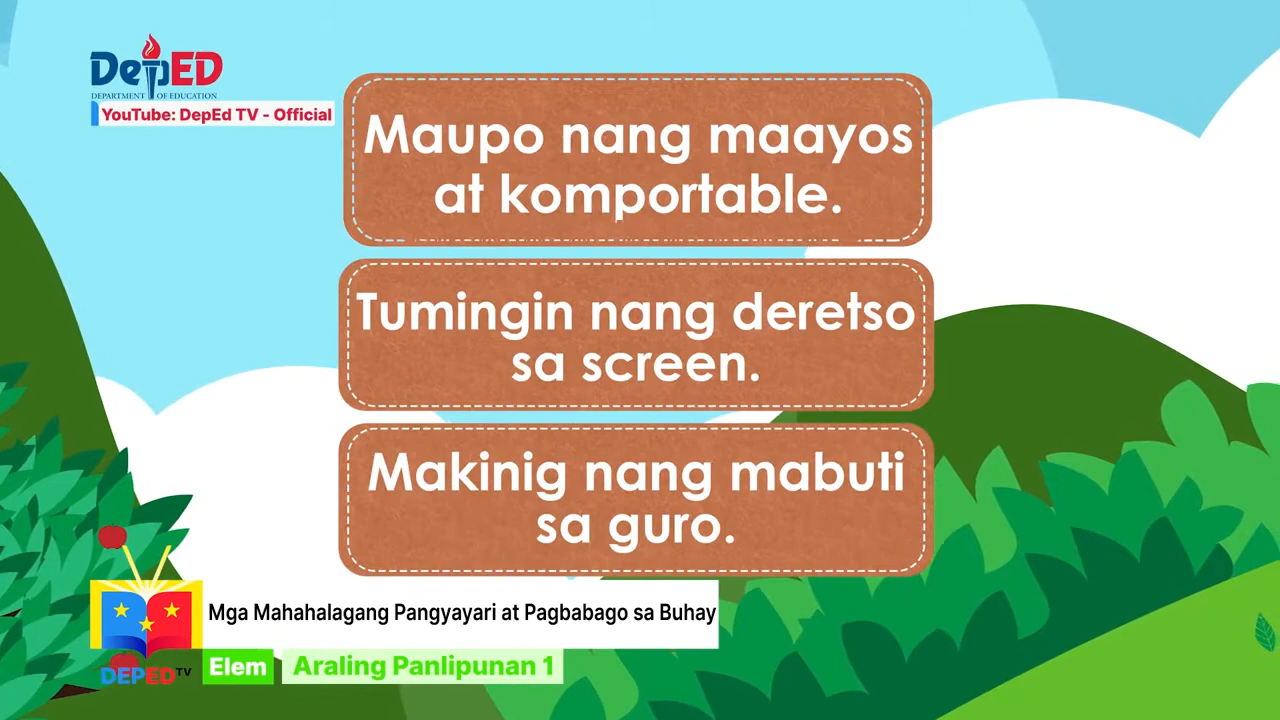 DepED
DEPARTMENT OF EDUCATION
YouTube: DepEd TV - Official
Maupo nang maayos
at komportable.
Tumingin nang deretso
sa screen.
Makinig nang mabuti
sa guro.
Mga Mahahalagang Pangyayari at Pagbabago sa Buhay
DEPED TV
Elem Araling Panlipunan 1